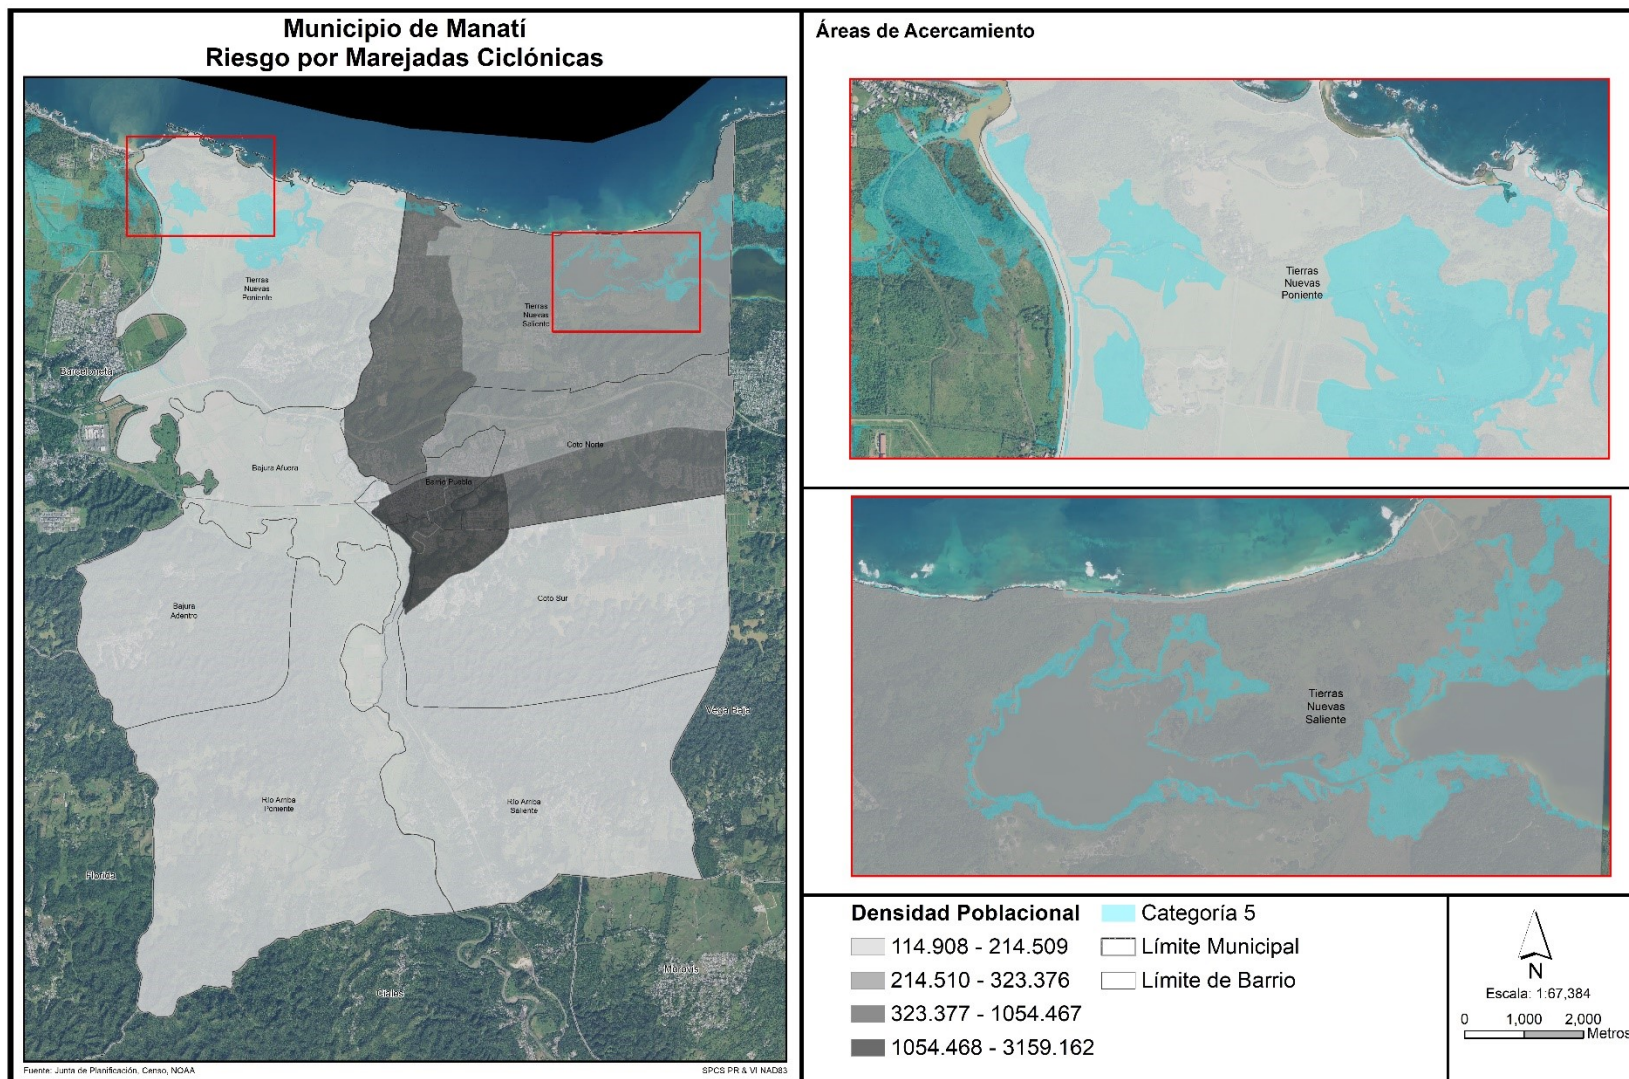 Municipio de Manatí
Riesgo por Marejadas Ciclónicas
Tierras
Nuevas
Poniente
Tierras
Nuevas
Saliente
Barceloneta
Bajura Afuera
Coto Norte
Barrio Pueblo
Bajura
Adentro
Coto Sur
Vega Baja
Río Arriba
Poniente
Río Arriba
Saliente
Florida
Ciales
Morovis
Fuente: Junta de Planificación, Censo, NOAA
SPCS PR & VI NAD83
Áreas de Acercamiento
Tierras
Nuevas
Poniente
Tierras
Nuevas
Saliente
Densidad Poblacional
114.908 - 214.509
214.510 - 323.376
323.377 - 1054.467
1054.468 - 3159.162
Categoría 5
Límite Municipal
Límite de Barrio
N
Escala: 1:67,384
0 1,000 2,000
Metros